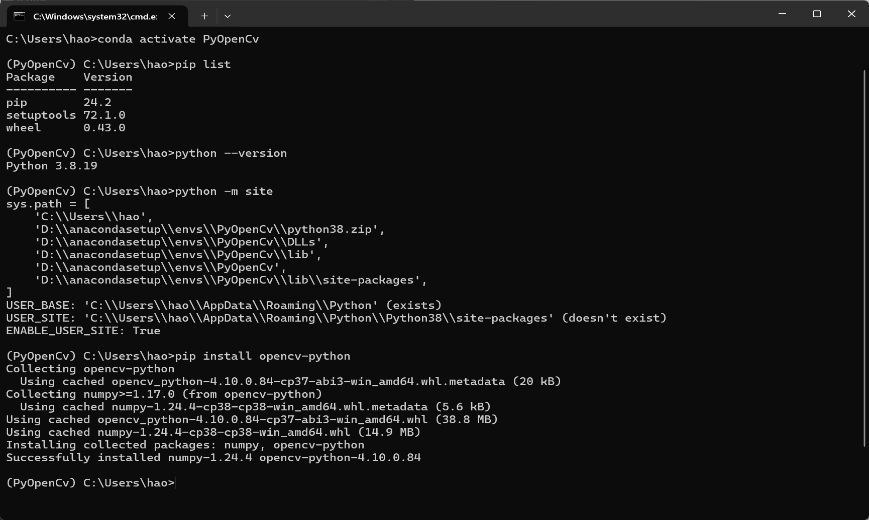 C:\Windows\system32\cmd.e:
C:\Users\hao>conda activate PyOpenCv
(PyOpenCv) C:\Users\hao>pip list
Package    Version
---------- -------
pip        24.2
setuptools 72.1.0
wheel      0.43.0
(PyOpenCv) C:\Users\hao>python --version
Python 3.8.19
(PyOpenCv) C:\Users\hao>python -m site
sys.path = [
    'C:\\Users\\hao',
    'D:\\anacondasetup\\envs\\PyOpenCv\\python38.zip',
    'D:\\anacondasetup\\envs\\PyOpenCv\\DLLs',
    'D:\\anacondasetup\\envs\\PyOpenCv\\lib',
    'D:\\anacondasetup\\envs\\PyOpenCv',
    'D:\\anacondasetup\\envs\\PyOpenCv\\lib\\site-packages',
]
USER_BASE: 'C:\\Users\\hao\\AppData\\Roaming\\Python' (exists)
USER_SITE: 'C:\\Users\\hao\\AppData\\Roaming\\Python\\Python38\\site-packages' (doesn't exist)
ENABLE_USER_SITE: True
(PyOpenCv) C:\Users\hao>pip install opencv-python
Collecting opencv-python
  Using cached opencv_python-4.10.0.84-cp37-abi3-win_amd64.whl.metadata (20 kB)
Collecting numpy>=1.17.0 (from opencv-python)
  Using cached numpy-1.24.4-cp38-cp38-win_amd64.whl.metadata (5.6 kB)
Using cached opencv_python-4.10.0.84-cp37-abi3-win_amd64.whl (38.8 MB)
Using cached numpy-1.24.4-cp38-cp38-win_amd64.whl (14.9 MB)
Installing collected packages: numpy, opencv-python
Successfully installed numpy-1.24.4 opencv-python-4.10.0.84
(PyOpenCv) C:\Users\hao>